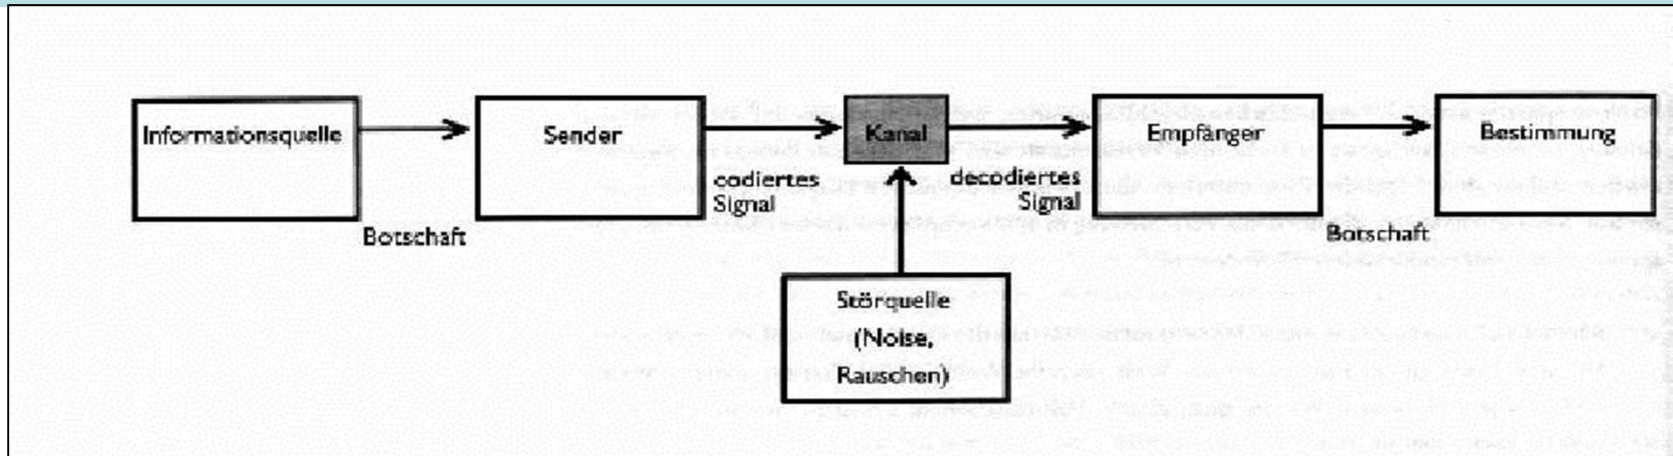 Informationsquelle
Sender
Kanal
Empfänger
Bestimmung
codiertes
Signal
decodiertes
Signal
Botschaft
Botschaft
Störquelle
(Noise,
Rauschen)